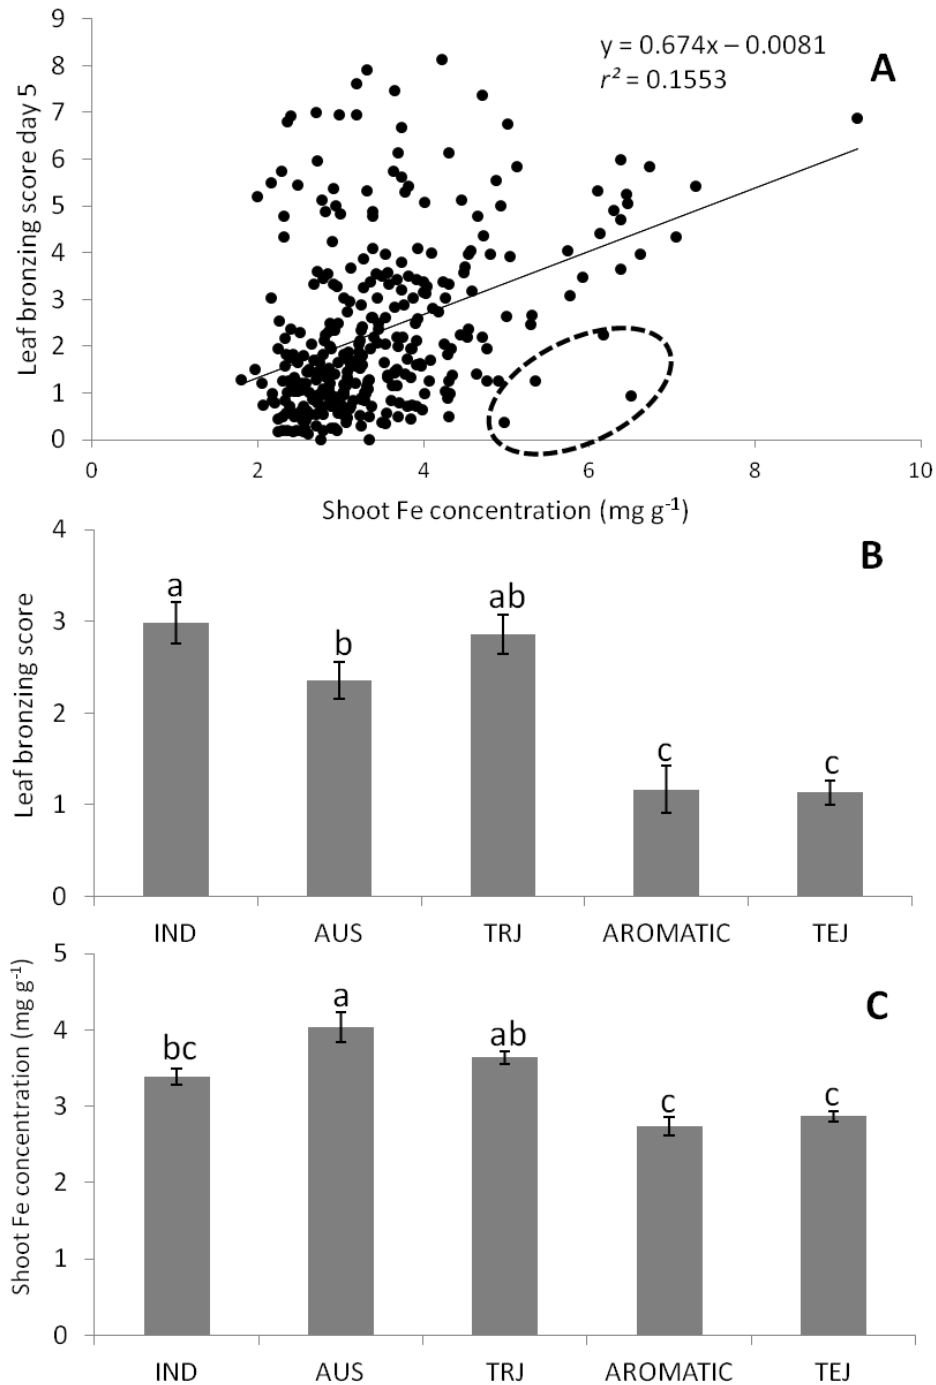 9
8
7
6
5
4
3
2
1
0
Leaf bronzing score day 5
y = 0.674x – 0.0081
r² = 0.1553
A
0 2 4 6 8 10
Shoot Fe concentration (mg g⁻¹)
4
3
2
1
0
Leaf bronzing score
B
a b ab c c
IND AUS TRJ AROMATIC TEJ
5
4
3
2
1
0
Shoot Fe concentration (mg g⁻¹)
C
bc a ab c c
IND AUS TRJ AROMATIC TEJ